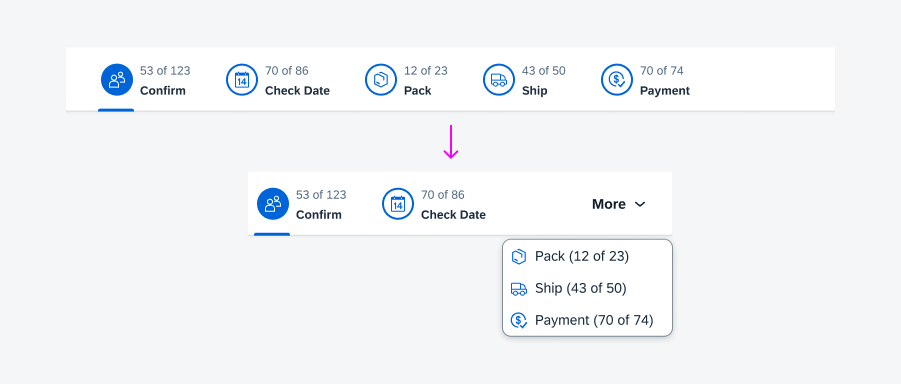 53 of 123
Confirm
14
70 of 86
Check Date
12 of 23
Pack
43 of 50
Ship
$
70 of 74
Payment
53 of 123
Confirm
14
70 of 86
Check Date
More
Pack (12 of 23)
Ship (43 of 50)
$
Payment (70 of 74)